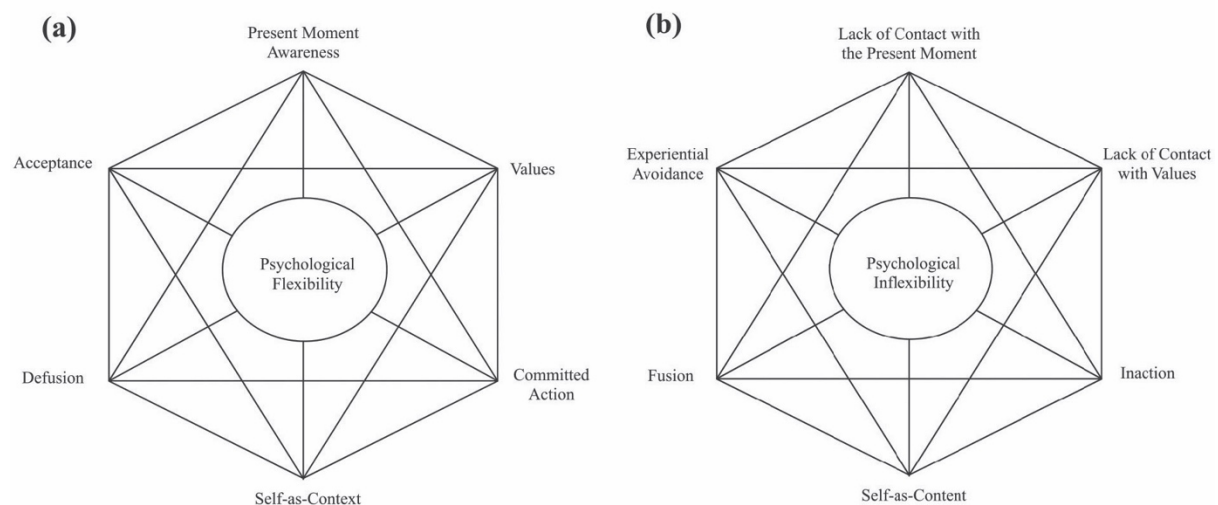 (a)
Present Moment
Awareness
Acceptance
Values
Psychological
Flexibility
Defusion
Committed
Action
Self-as-Context
(b)
Lack of Contact with
the Present Moment
Experiential
Avoidance
Lack of Contact
with Values
Psychological
Inflexibility
Fusion
Inaction
Self-as-Content